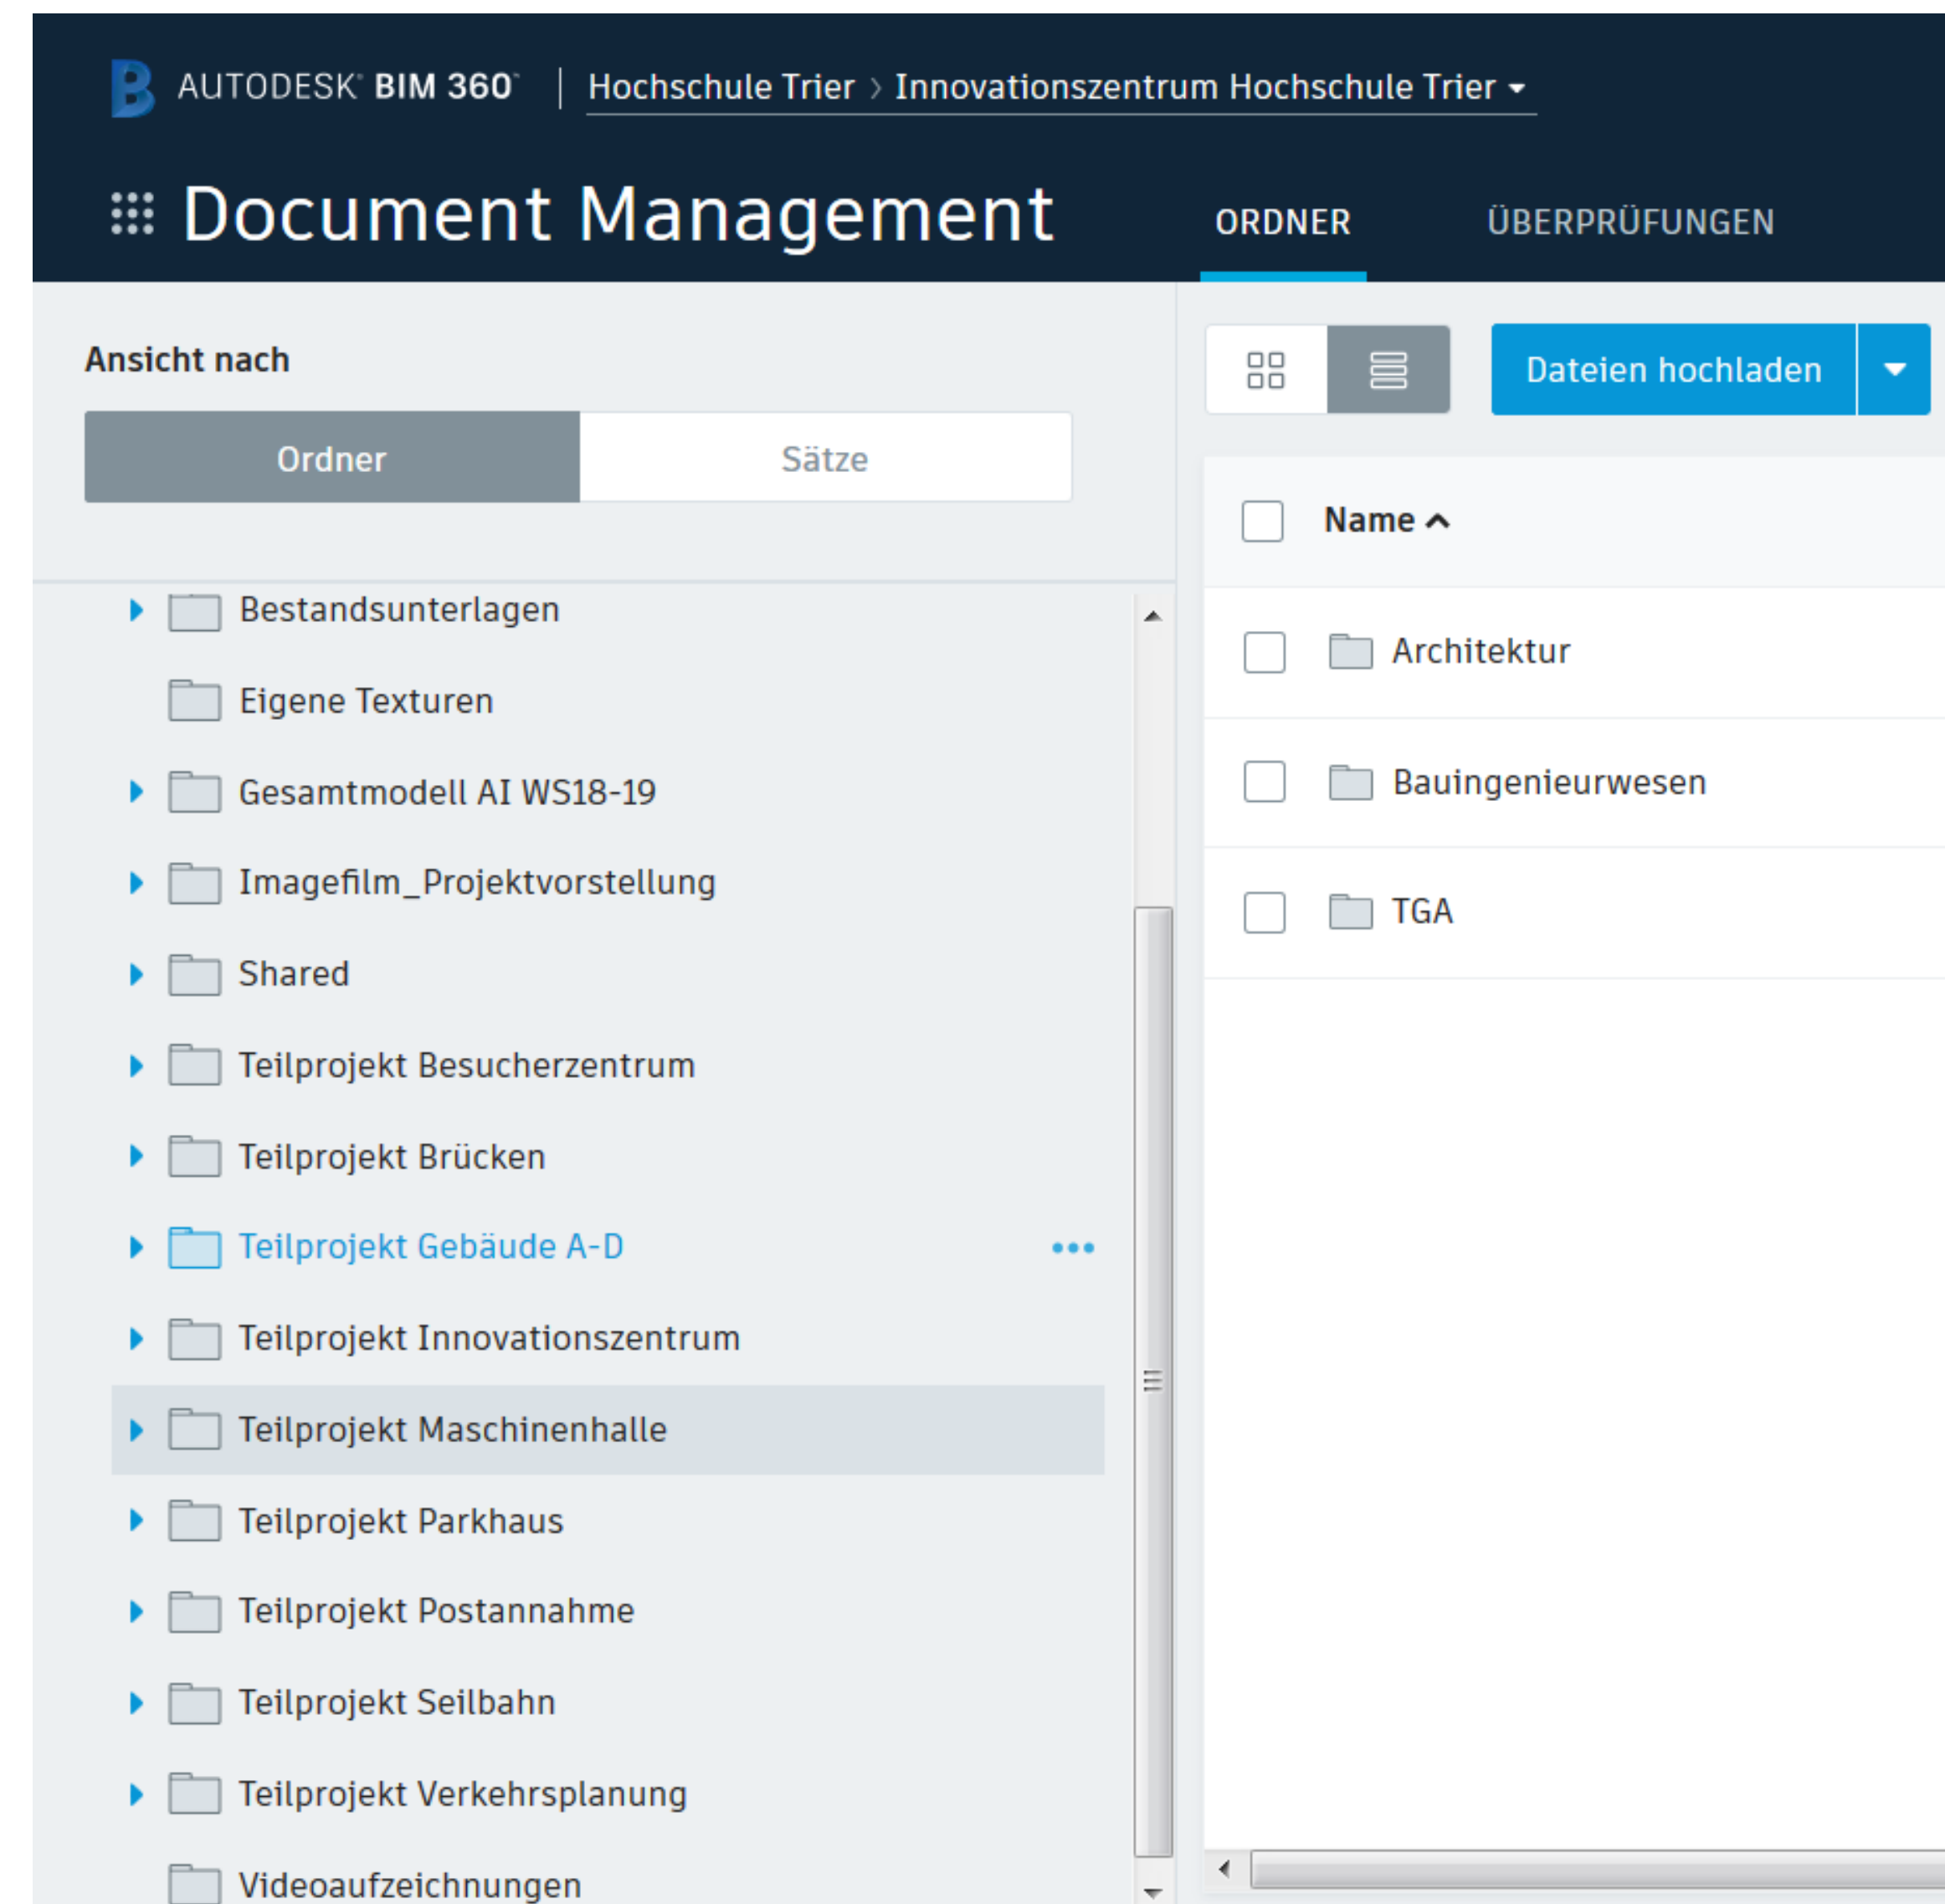 AUTODESK® BIM 360™ | Hochschule Trier > Innovationszentrum Hochschule Trier
Document Management
ORDNER ÜBERPRÜFUNGEN
Ansicht nach
Ordner Sätze
Dateien hochladen
Bestandsunterlagen
Eigene Texturen
Gesamtmodell AI WS18-19
Imagefilm_Projektvorstellung
Shared
Teilprojekt Besucherzentrum
Teilprojekt Brücken
Teilprojekt Gebäude A-D
Teilprojekt Innovationszentrum
Teilprojekt Maschinenhalle
Teilprojekt Parkhaus
Teilprojekt Postannahme
Teilprojekt Seilbahn
Teilprojekt Verkehrsplanung
Videoaufzeichnungen
Name
Architektur
Bauingenieurwesen
TGA